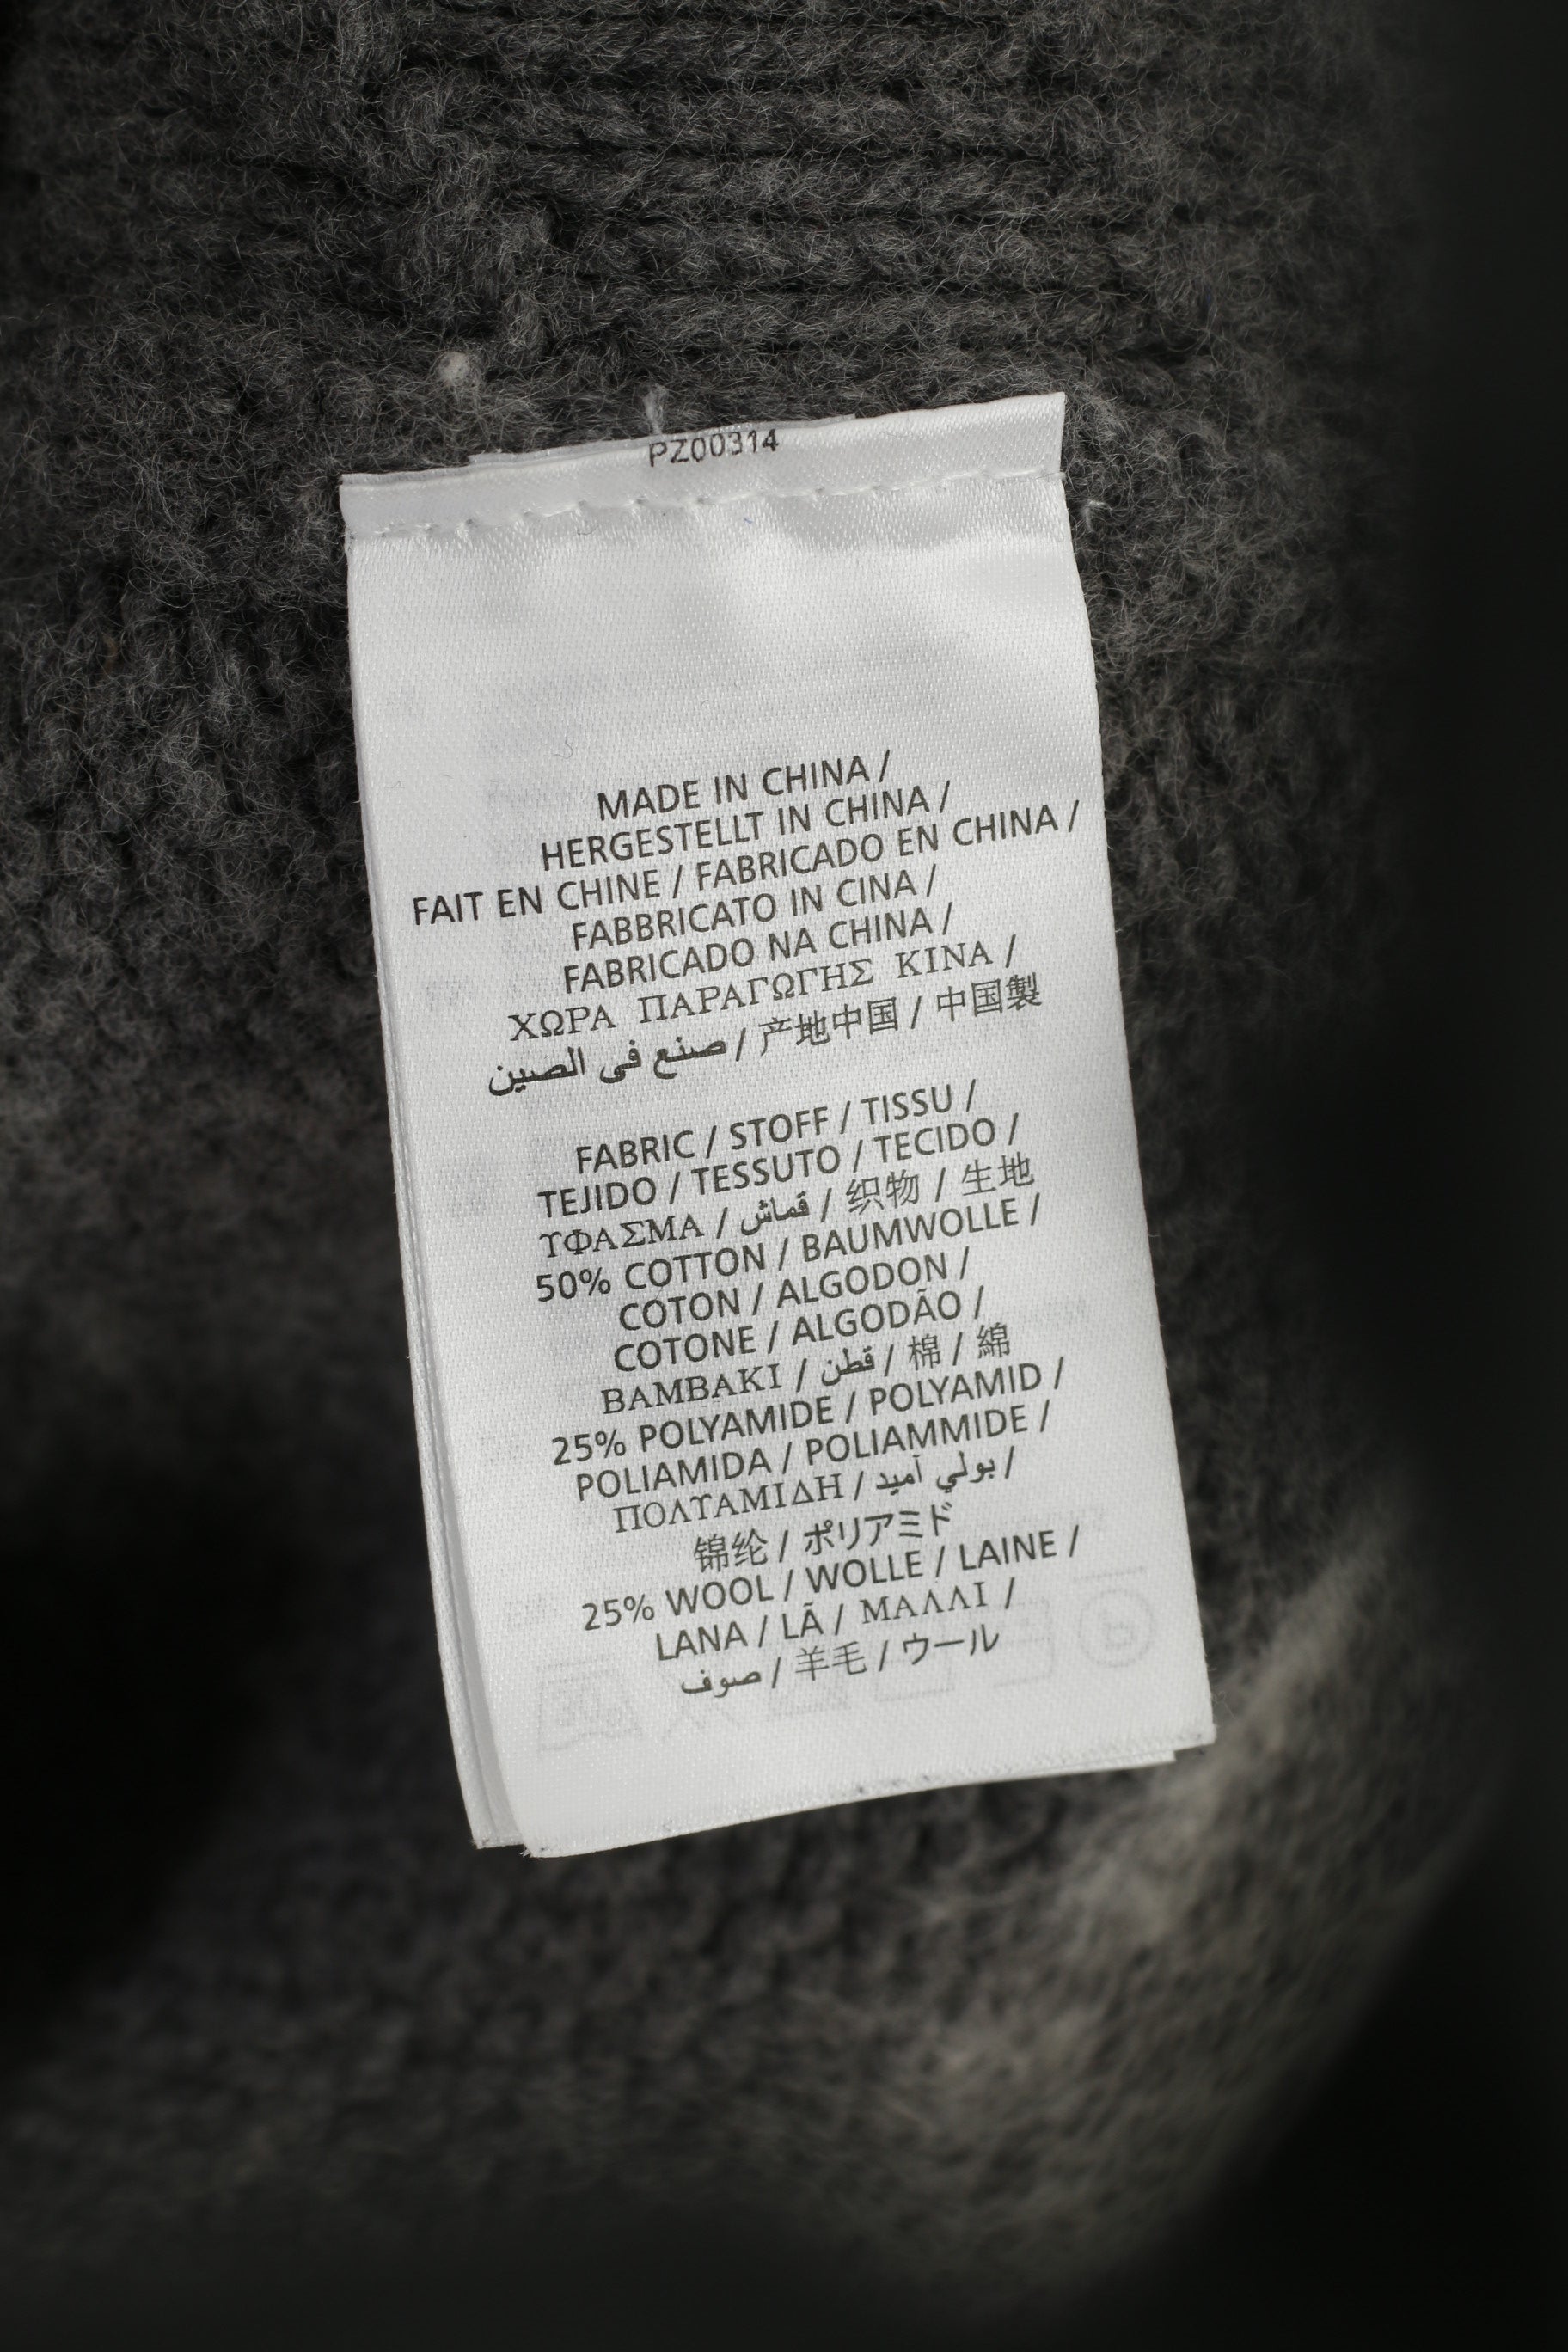 PZ00314
MADE IN CHINA /
HERGESTELLT IN CHINA /
FAIT EN CHINE / FABRICADO EN CHINA /
FABBRICATO IN CINA /
FABRICADO NA CHINA /
ΧΩΡΑ ΠΑΡΑΓΩΓΗΣ ΚΙΝΑ /
صنع فى الصين / 产地中国 / 中国製
FABRIC / STOFF / TISSU /
TEJIDO / TESSUTO / TECIDO /
ΥΦΑΣΜΑ / قماش / 织物 / 生地
50% COTTON / BAUMWOLLE /
COTON / ALGODON /
COTONE / ALGODÃO /
ΒΑΜΒΑΚΙ / قطن / 棉 / 綿
25% POLYAMIDE / POLYAMID /
POLIAMIDA / POLIAMMIDE /
ΠΟΛΥΑΜΙΔΗ / بولي آميد /
锦纶 / ポリアミド
25% WOOL / WOLLE / LAINE /
LANA / LÃ / ΜΑΛΛΙ /
صوف / 羊毛 / ウール